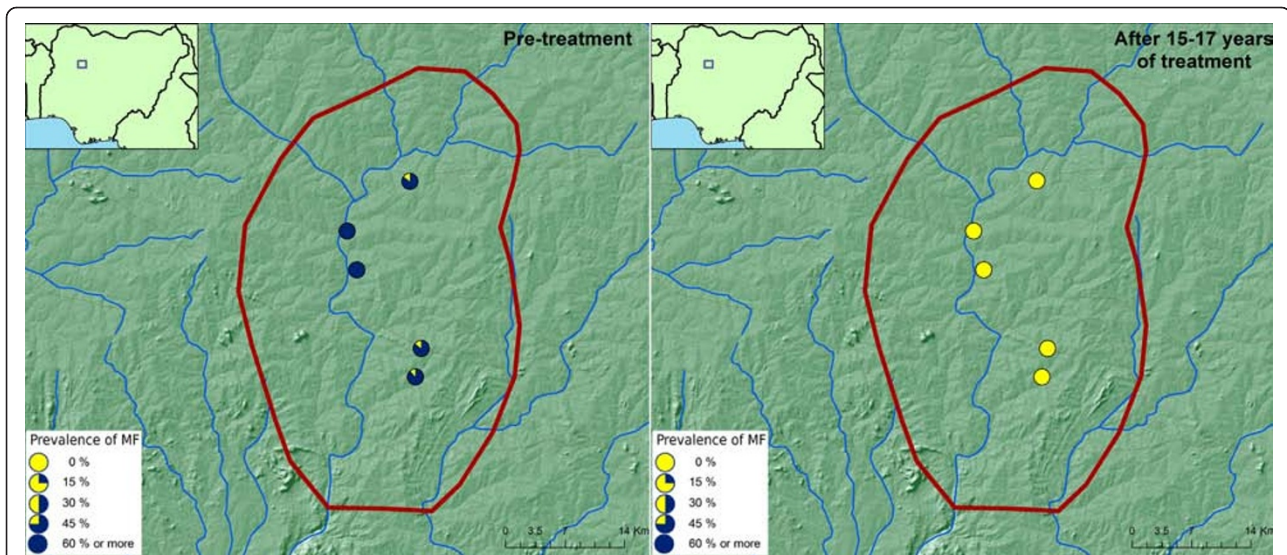 Pre-treatment
Prevalence of MF
0 %
15 %
30 %
45 %
60 % or more
0 3.5 7 14 Km
After 15-17 years
of treatment
Prevalence of MF
0 %
15 %
30 %
45 %
60 % or more
0 3.5 7 14 Km